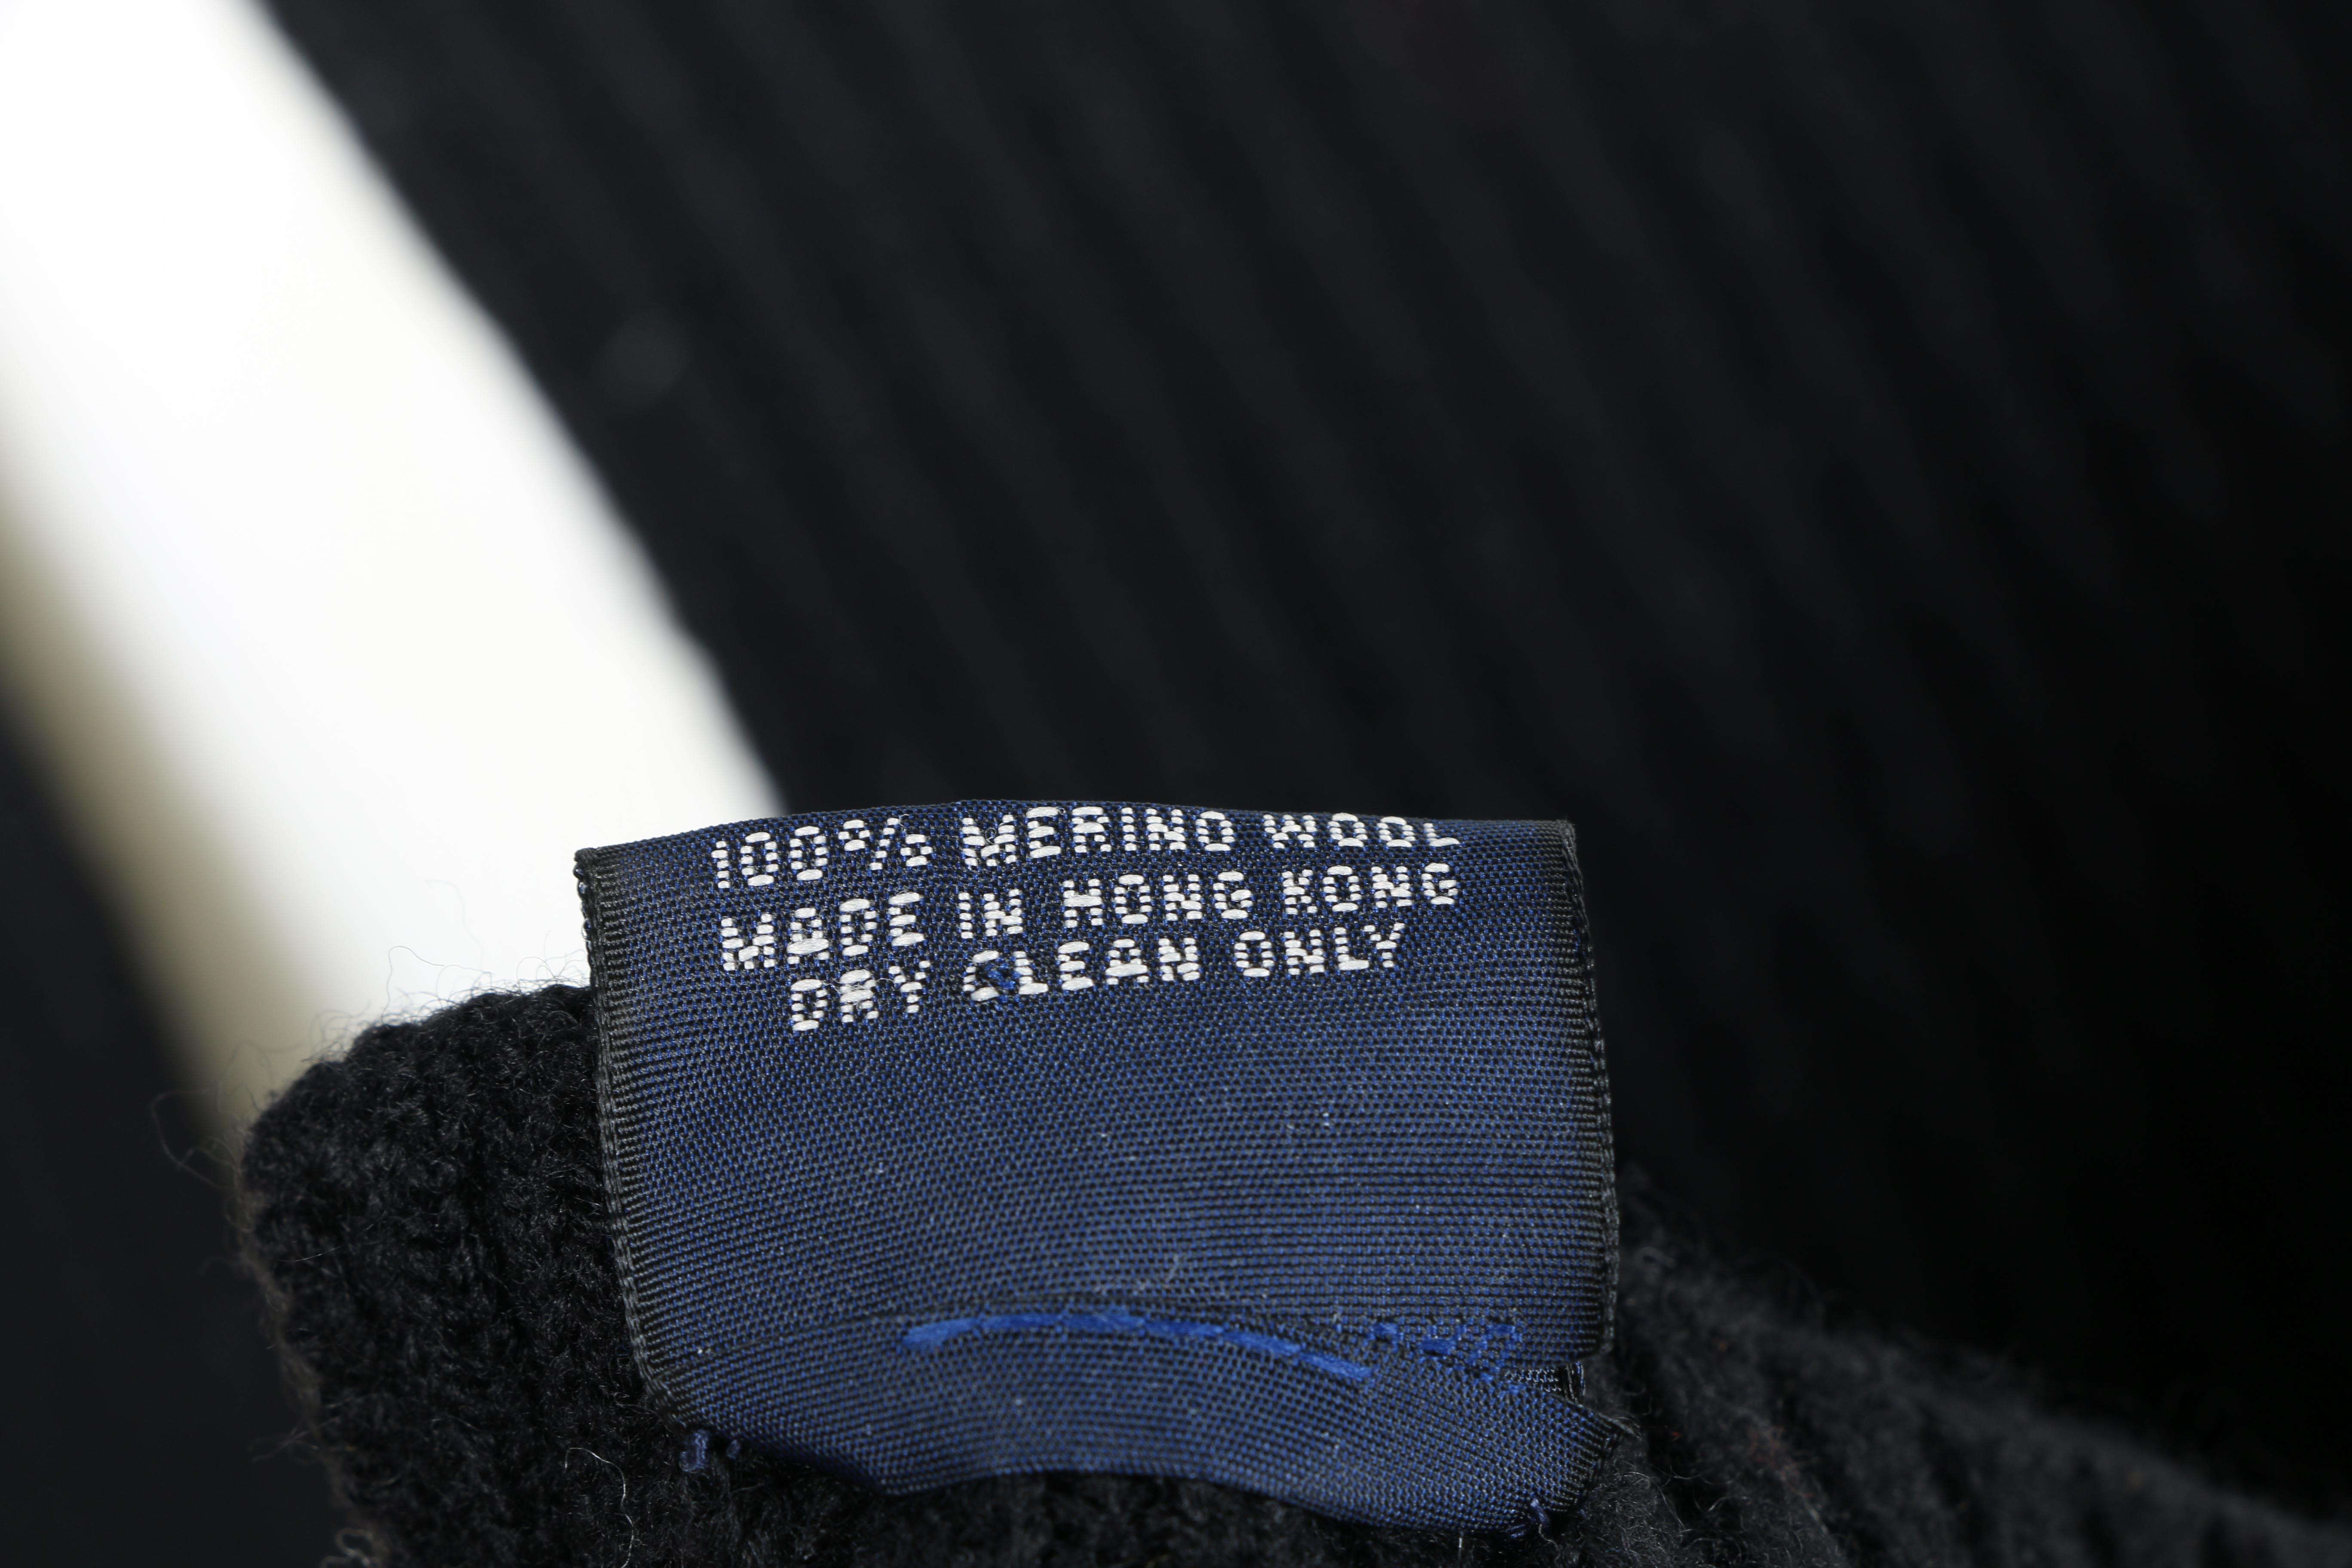 100% MERINO WOOL
MADE IN HONG KONG
DRY CLEAN ONLY